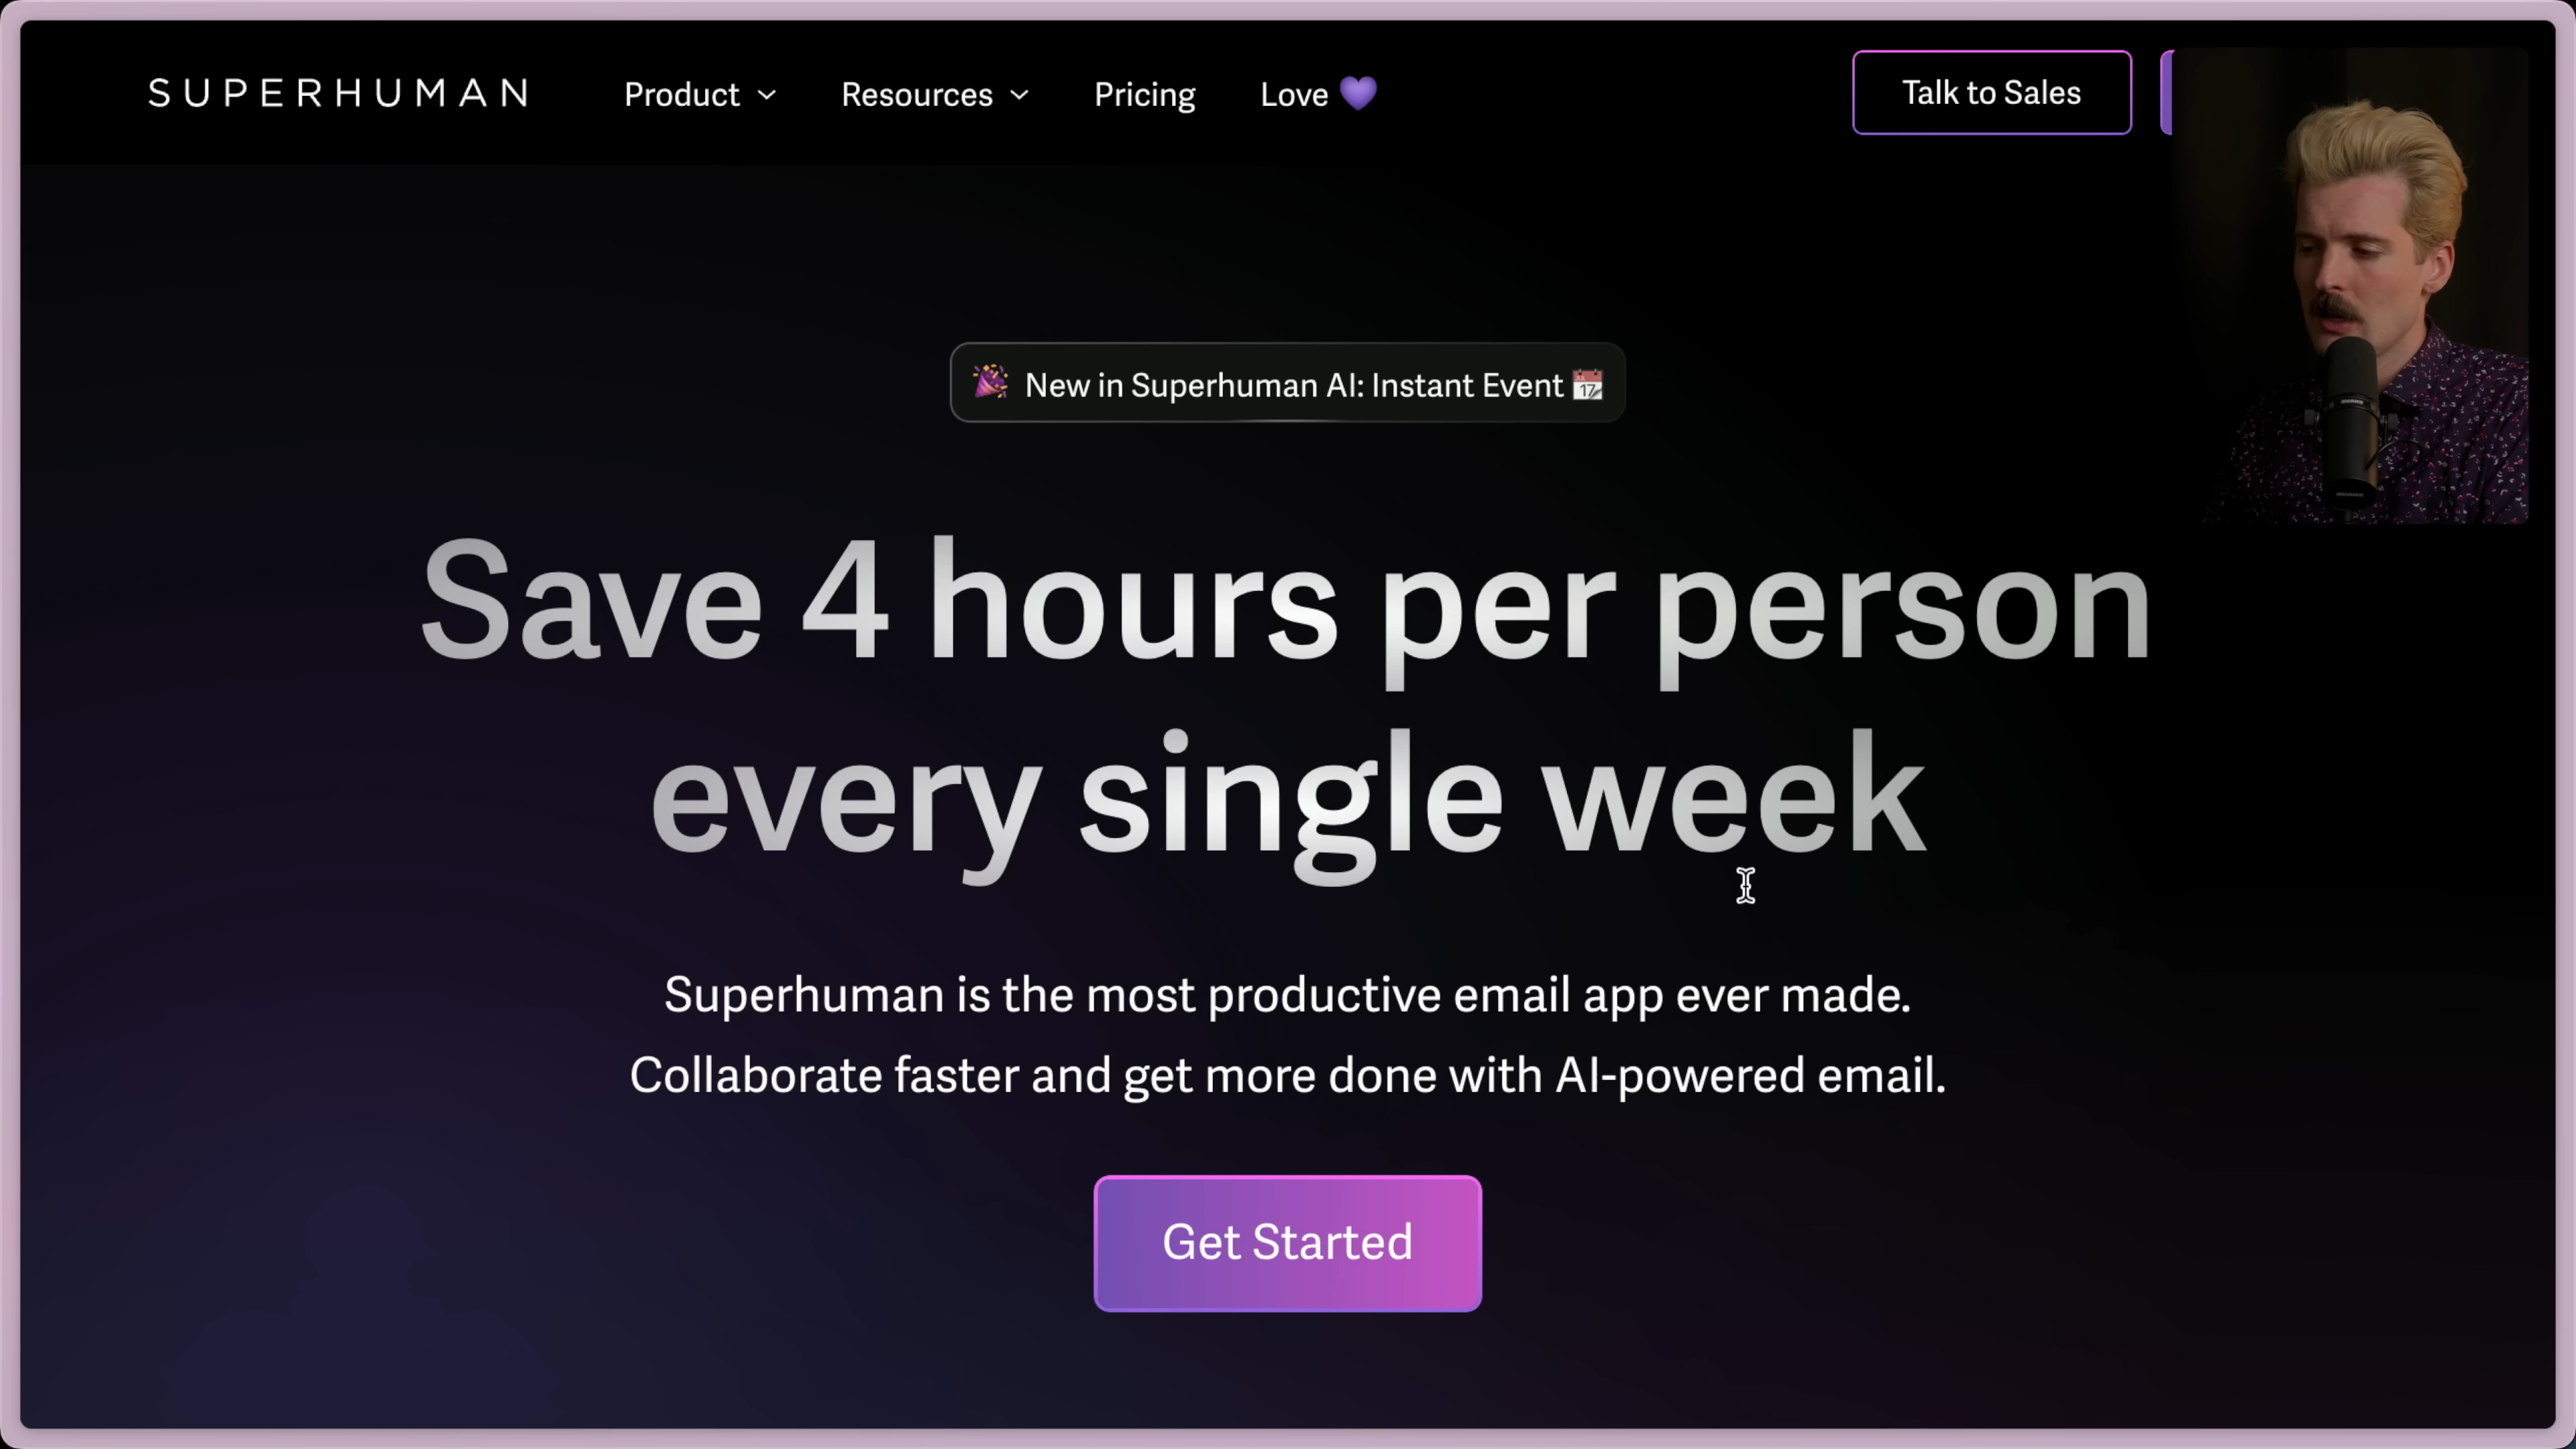 SUPERHUMAN
Product
Resources
Pricing
Love 💜
Talk to Sales
🎉 New in Superhuman AI: Instant Event 📅
Save 4 hours per person
every single week
Superhuman is the most productive email app ever made.
Collaborate faster and get more done with AI-powered email.
Get Started